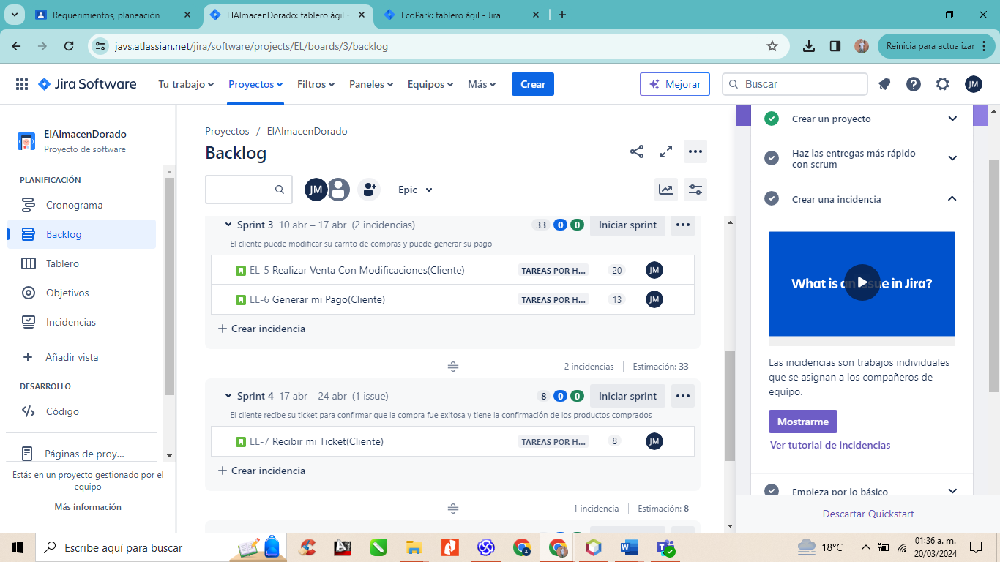 Requerimientos, planeación
ElAlmacenDorado: tablero ágil -
EcoPark: tablero ágil - Jira
javs.atlassian.net/jira/software/projects/EL/boards/3/backlog
Reinicia para actualizar
Jira Software
Tu trabajo
Proyectos
Filtros
Paneles
Equipos
Más
Crear
Mejorar
Buscar
JM
ElAlmacenDorado
Proyecto de software
PLANIFICACIÓN
Cronograma
Backlog
Tablero
Objetivos
Incidencias
Añadir vista
DESARROLLO
Código
Páginas de proy...
Estás en un proyecto gestionado por el
equipo
Más información
Proyectos / ElAlmacenDorado
Backlog
JM
Epic
Sprint 3 10 abr – 17 abr (2 incidencias) 33 0 0 Iniciar sprint
El cliente puede modificar su carrito de compras y puede generar su pago
EL-5 Realizar Venta Con Modificaciones(Cliente) TAREAS POR H... 20 JM
EL-6 Generar mi Pago(Cliente) TAREAS POR H... 13 JM
+ Crear incidencia
2 incidencias Estimación: 33
Sprint 4 17 abr – 24 abr (1 issue) 8 0 0 Iniciar sprint
El cliente recibe su ticket para confirmar que la compra fue exitosa y tiene la confirmación de los productos comprados
EL-7 Recibir mi Ticket(Cliente) TAREAS POR H... 8 JM
+ Crear incidencia
1 incidencia Estimación: 8
Crear un proyecto
Haz las entregas más rápido
con scrum
Crear una incidencia
What is an issue in Jira?
Las incidencias son trabajos individuales
que se asignan a los compañeros de
equipo.
Mostrarme
Ver tutorial de incidencias
Empieza por lo básico
Descartar Quickstart
Escribe aquí para buscar
18°C
01:36 a. m.
20/03/2024